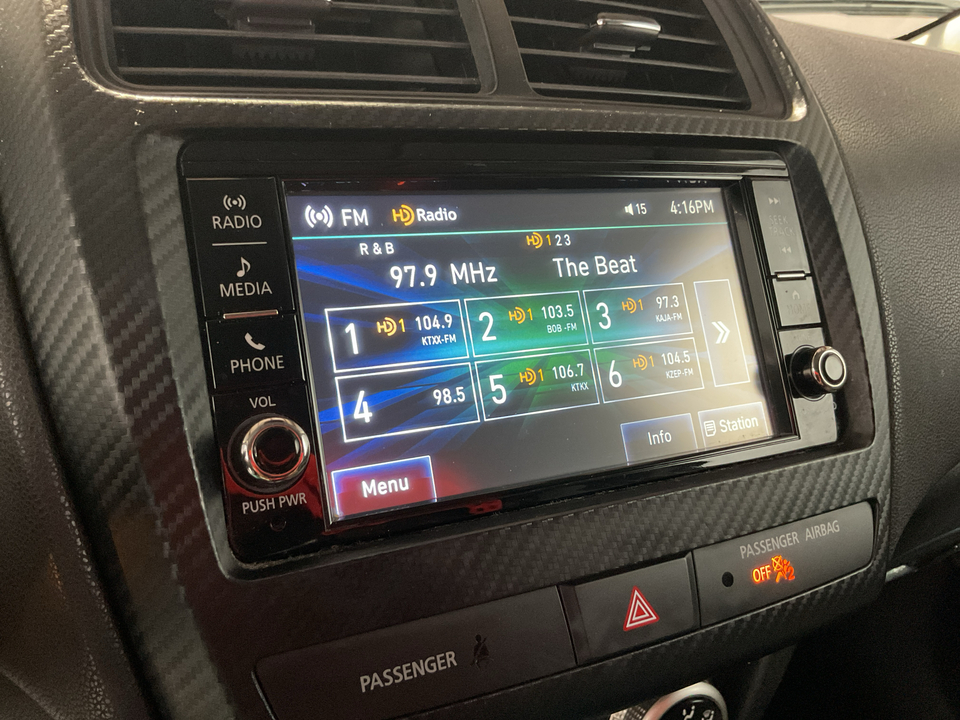 RADIO
MEDIA
PHONE
VOL
PUSH PWR
FM HD Radio 15 4:16PM
R & B HD 1 2 3
97.9 MHz The Beat
1 HD 1 104.9 KTXX-FM
2 HD 1 103.5 BOB -FM
3 HD 1 97.3 KAJA-FM
4 98.5
5 HD 1 106.7 KTKX
6 HD 1 104.5 KZEP-FM
Info
Station
Menu
SEEK
PASSENGER AIRBAG
OFF 2
PASSENGER